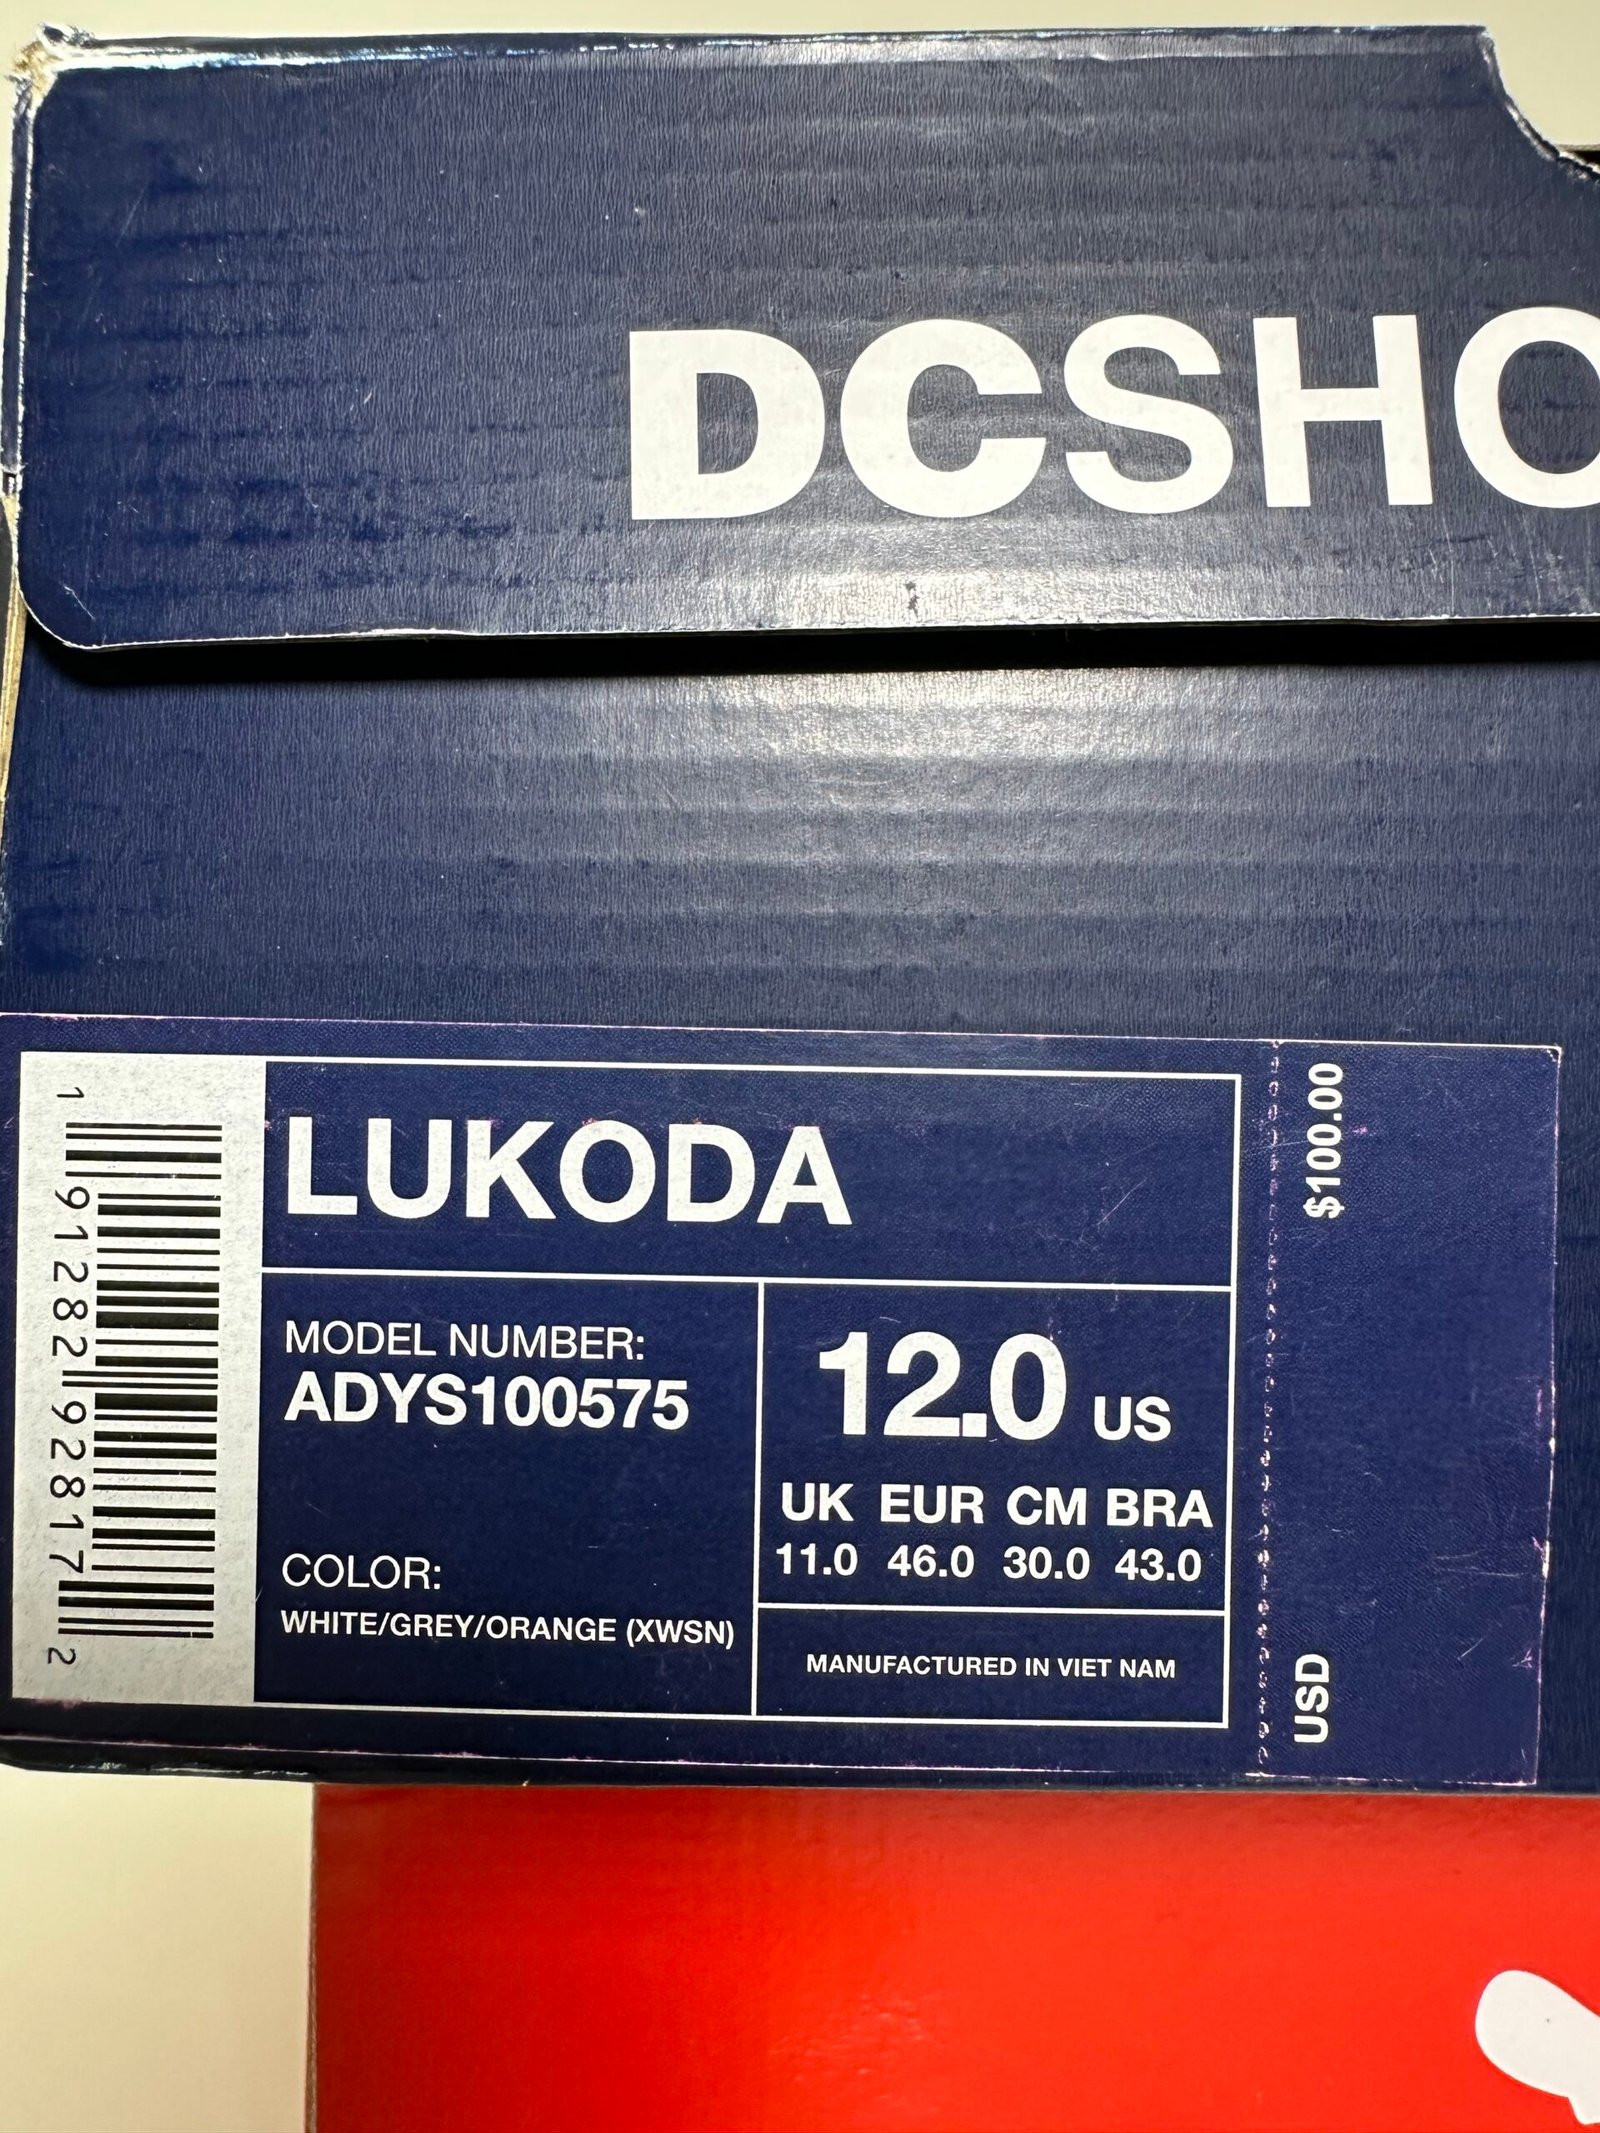 DCSHO
LUKODA
MODEL NUMBER:
ADYS100575
COLOR:
WHITE/GREY/ORANGE (XWSN)
12.0 US
UK EUR CM BRA
11.0 46.0 30.0 43.0
MANUFACTURED IN VIET NAM
1 91282 92817 2
$100.00
USD